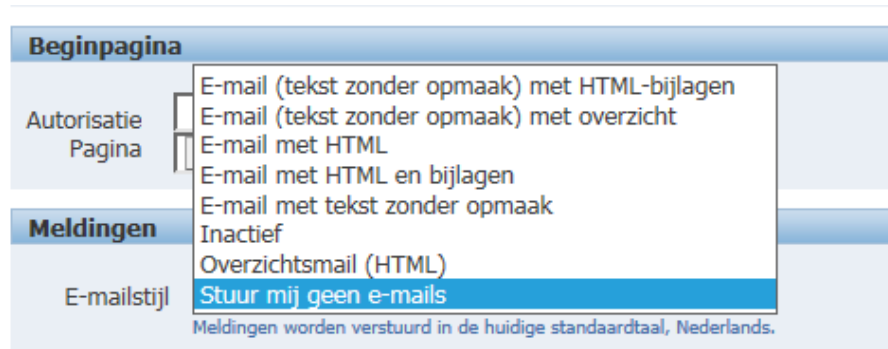 Beginpagina
E-mail (tekst zonder opmaak) met HTML-bijlagen
Autorisatie
E-mail (tekst zonder opmaak) met overzicht
Pagina
E-mail met HTML
E-mail met HTML en bijlagen
E-mail met tekst zonder opmaak
Meldingen
Inactief
Overzichtsmail (HTML)
E-mailstijl
Stuur mij geen e-mails
Meldingen worden verstuurd in de huidige standaardtaal, Nederlands.